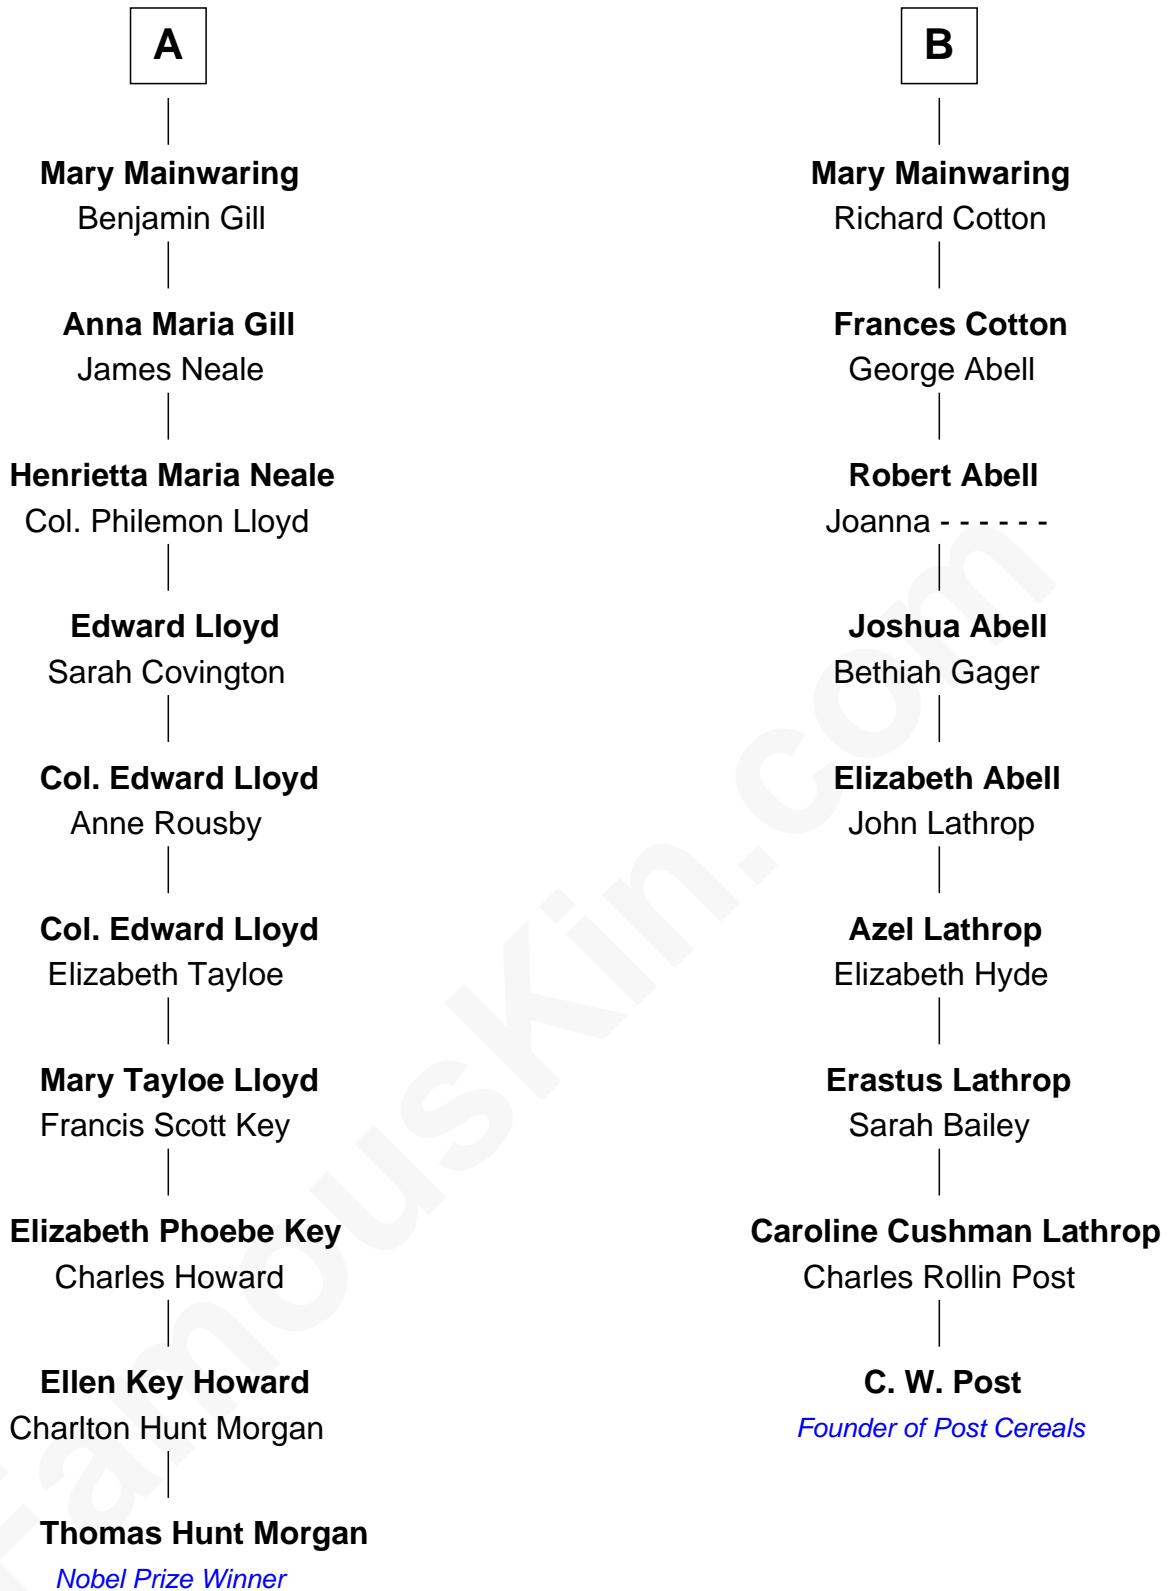 A
Mary Mainwaring
Benjamin Gill
Anna Maria Gill
James Neale
Henrietta Maria Neale
Col. Philemon Lloyd
Edward Lloyd
Sarah Covington
Col. Edward Lloyd
Anne Rousby
Col. Edward Lloyd
Elizabeth Tayloe
Mary Tayloe Lloyd
Francis Scott Key
Elizabeth Phoebe Key
Charles Howard
Ellen Key Howard
Charlton Hunt Morgan
Thomas Hunt Morgan
Nobel Prize Winner
B
Mary Mainwaring
Richard Cotton
Frances Cotton
George Abell
Robert Abell
Joanna - - - - - -
Joshua Abell
Bethiah Gager
Elizabeth Abell
John Lathrop
Azel Lathrop
Elizabeth Hyde
Erastus Lathrop
Sarah Bailey
Caroline Cushman Lathrop
Charles Rollin Post
C. W. Post
Founder of Post Cereals
FamousKin.com